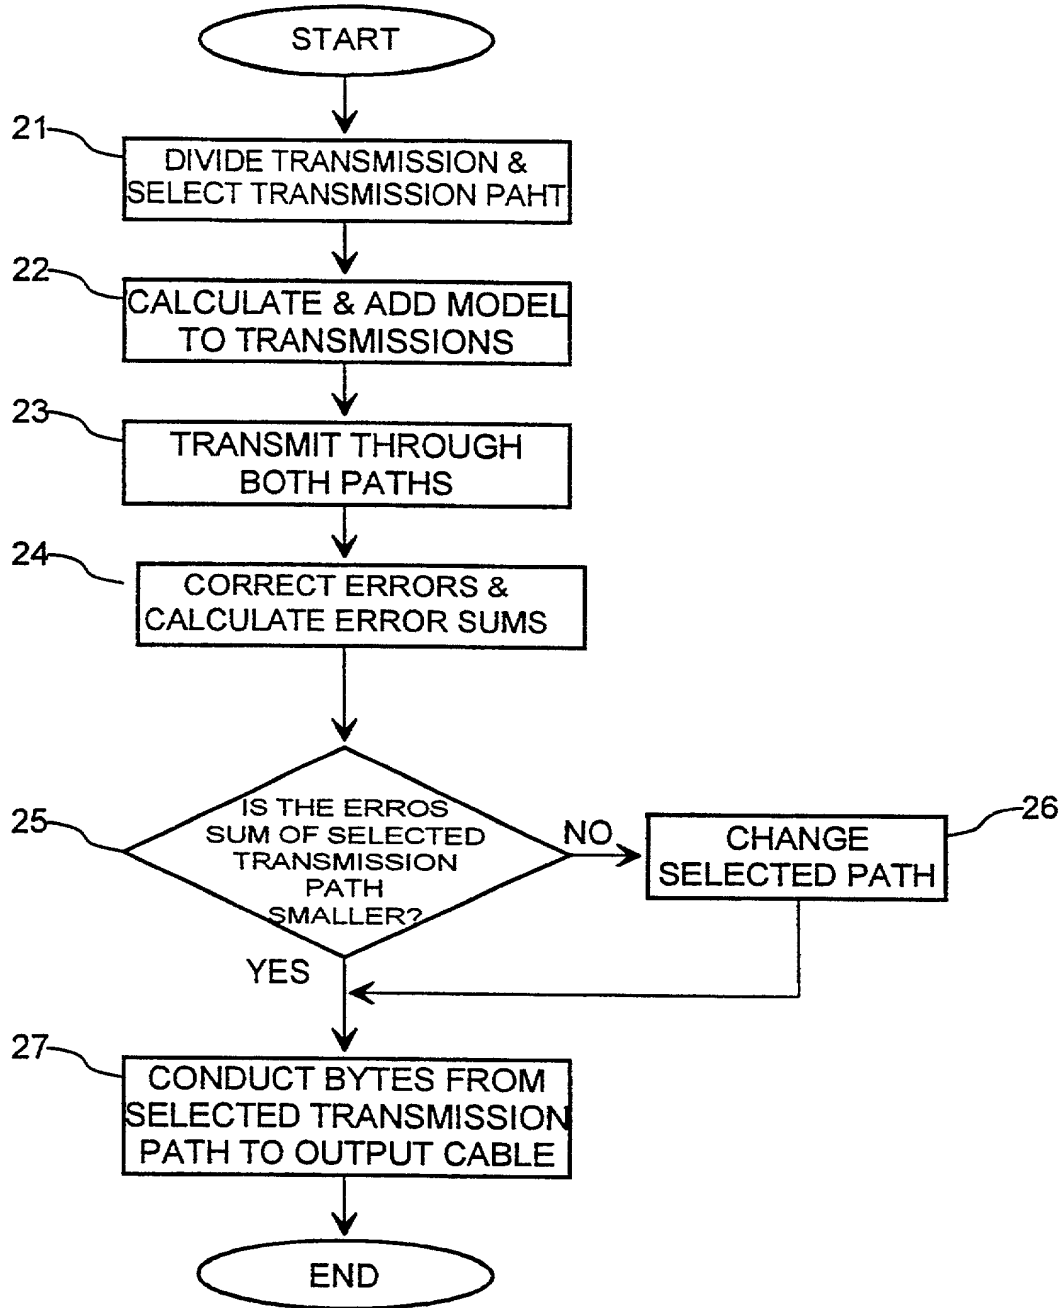 START
21
DIVIDE TRANSMISSION &
SELECT TRANSMISSION PAHT
22
CALCULATE & ADD MODEL
TO TRANSMISSIONS
23
TRANSMIT THROUGH
BOTH PATHS
24
CORRECT ERRORS &
CALCULATE ERROR SUMS
25
IS THE ERROS
SUM OF SELECTED
TRANSMISSION
PATH
SMALLER?
NO
26
CHANGE
SELECTED PATH
YES
27
CONDUCT BYTES FROM
SELECTED TRANSMISSION
PATH TO OUTPUT CABLE
END